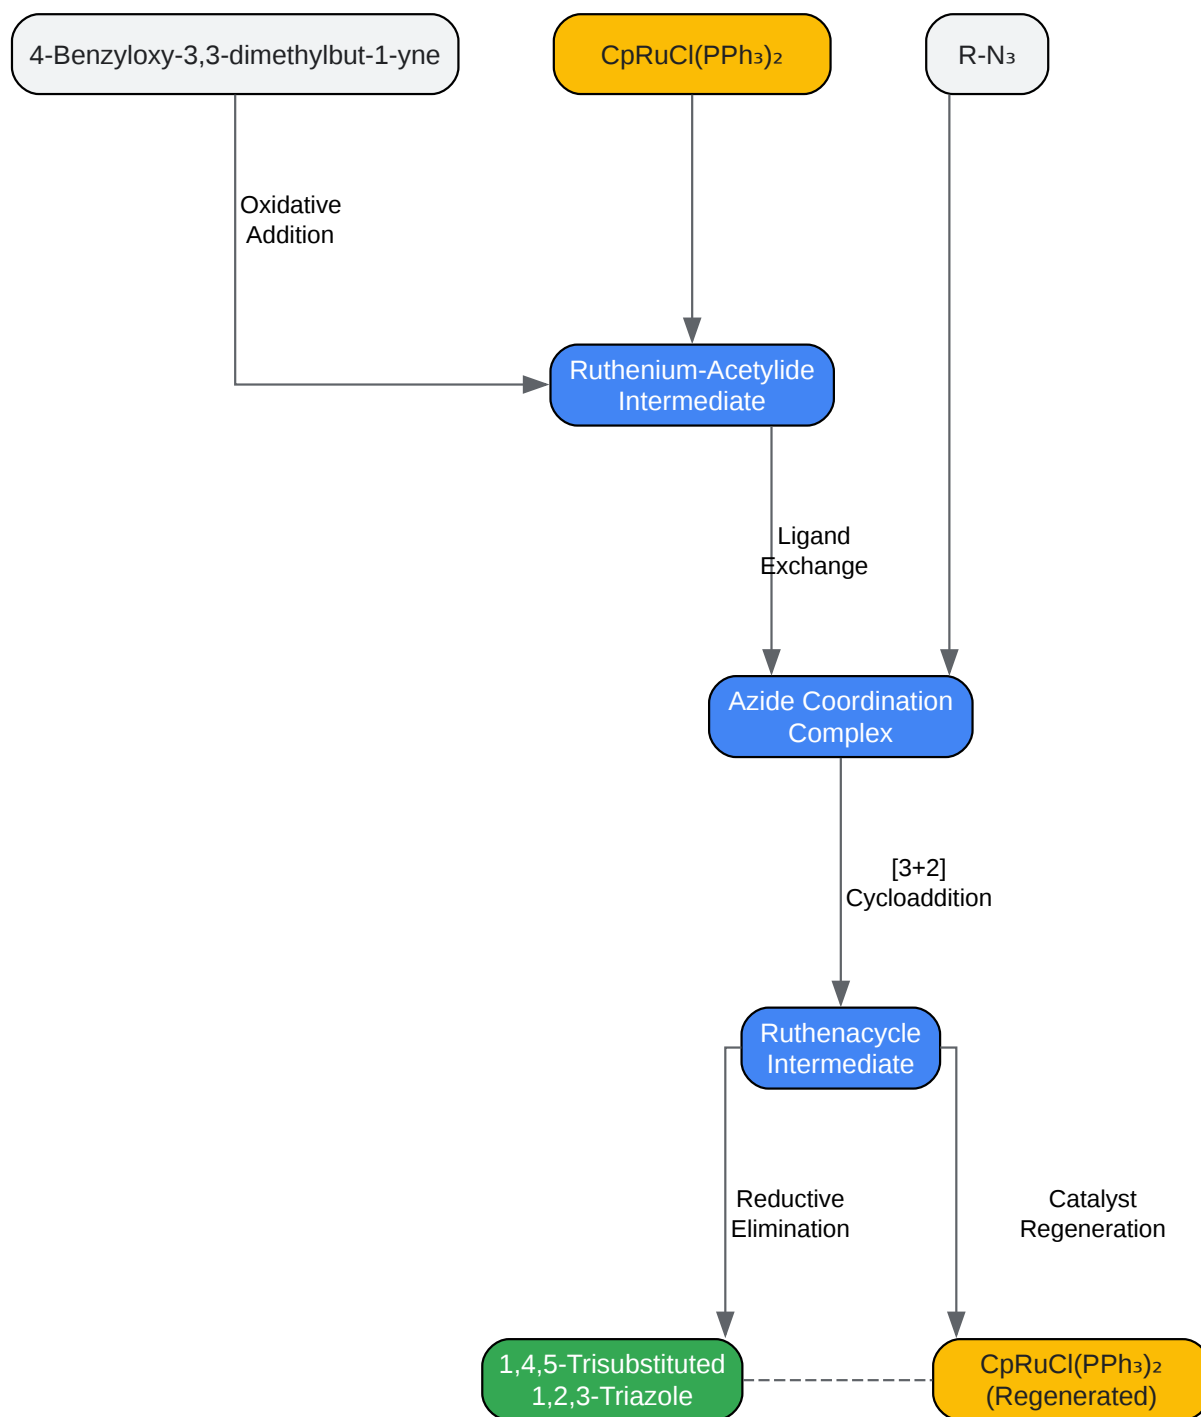 4-Benzyloxy-3,3-dimethylbut-1-yne
CpRuCl(PPh₃)₂
R-N₃
Oxidative
Addition
Ruthenium-Acetylide
Intermediate
Ligand
Exchange
Azide Coordination
Complex
[3+2]
Cycloaddition
Ruthenacycle
Intermediate
Reductive
Elimination
Catalyst
Regeneration
1,4,5-Trisubstituted
1,2,3-Triazole
CpRuCl(PPh₃)₂
(Regenerated)